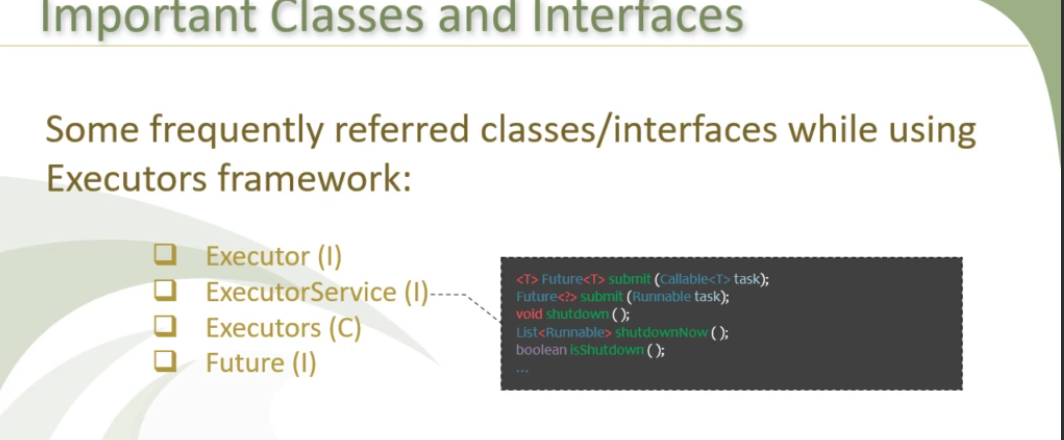 Important Classes and Interfaces
Some frequently referred classes/interfaces while using
Executors framework:
Executor (I)
ExecutorService (I)
Executors (C)
Future (I)
<T> Future<T> submit (Callable<T> task);
Future<?> submit (Runnable task);
void shutdown ( );
List<Runnable> shutdownNow ( );
boolean isShutdown ( );
...